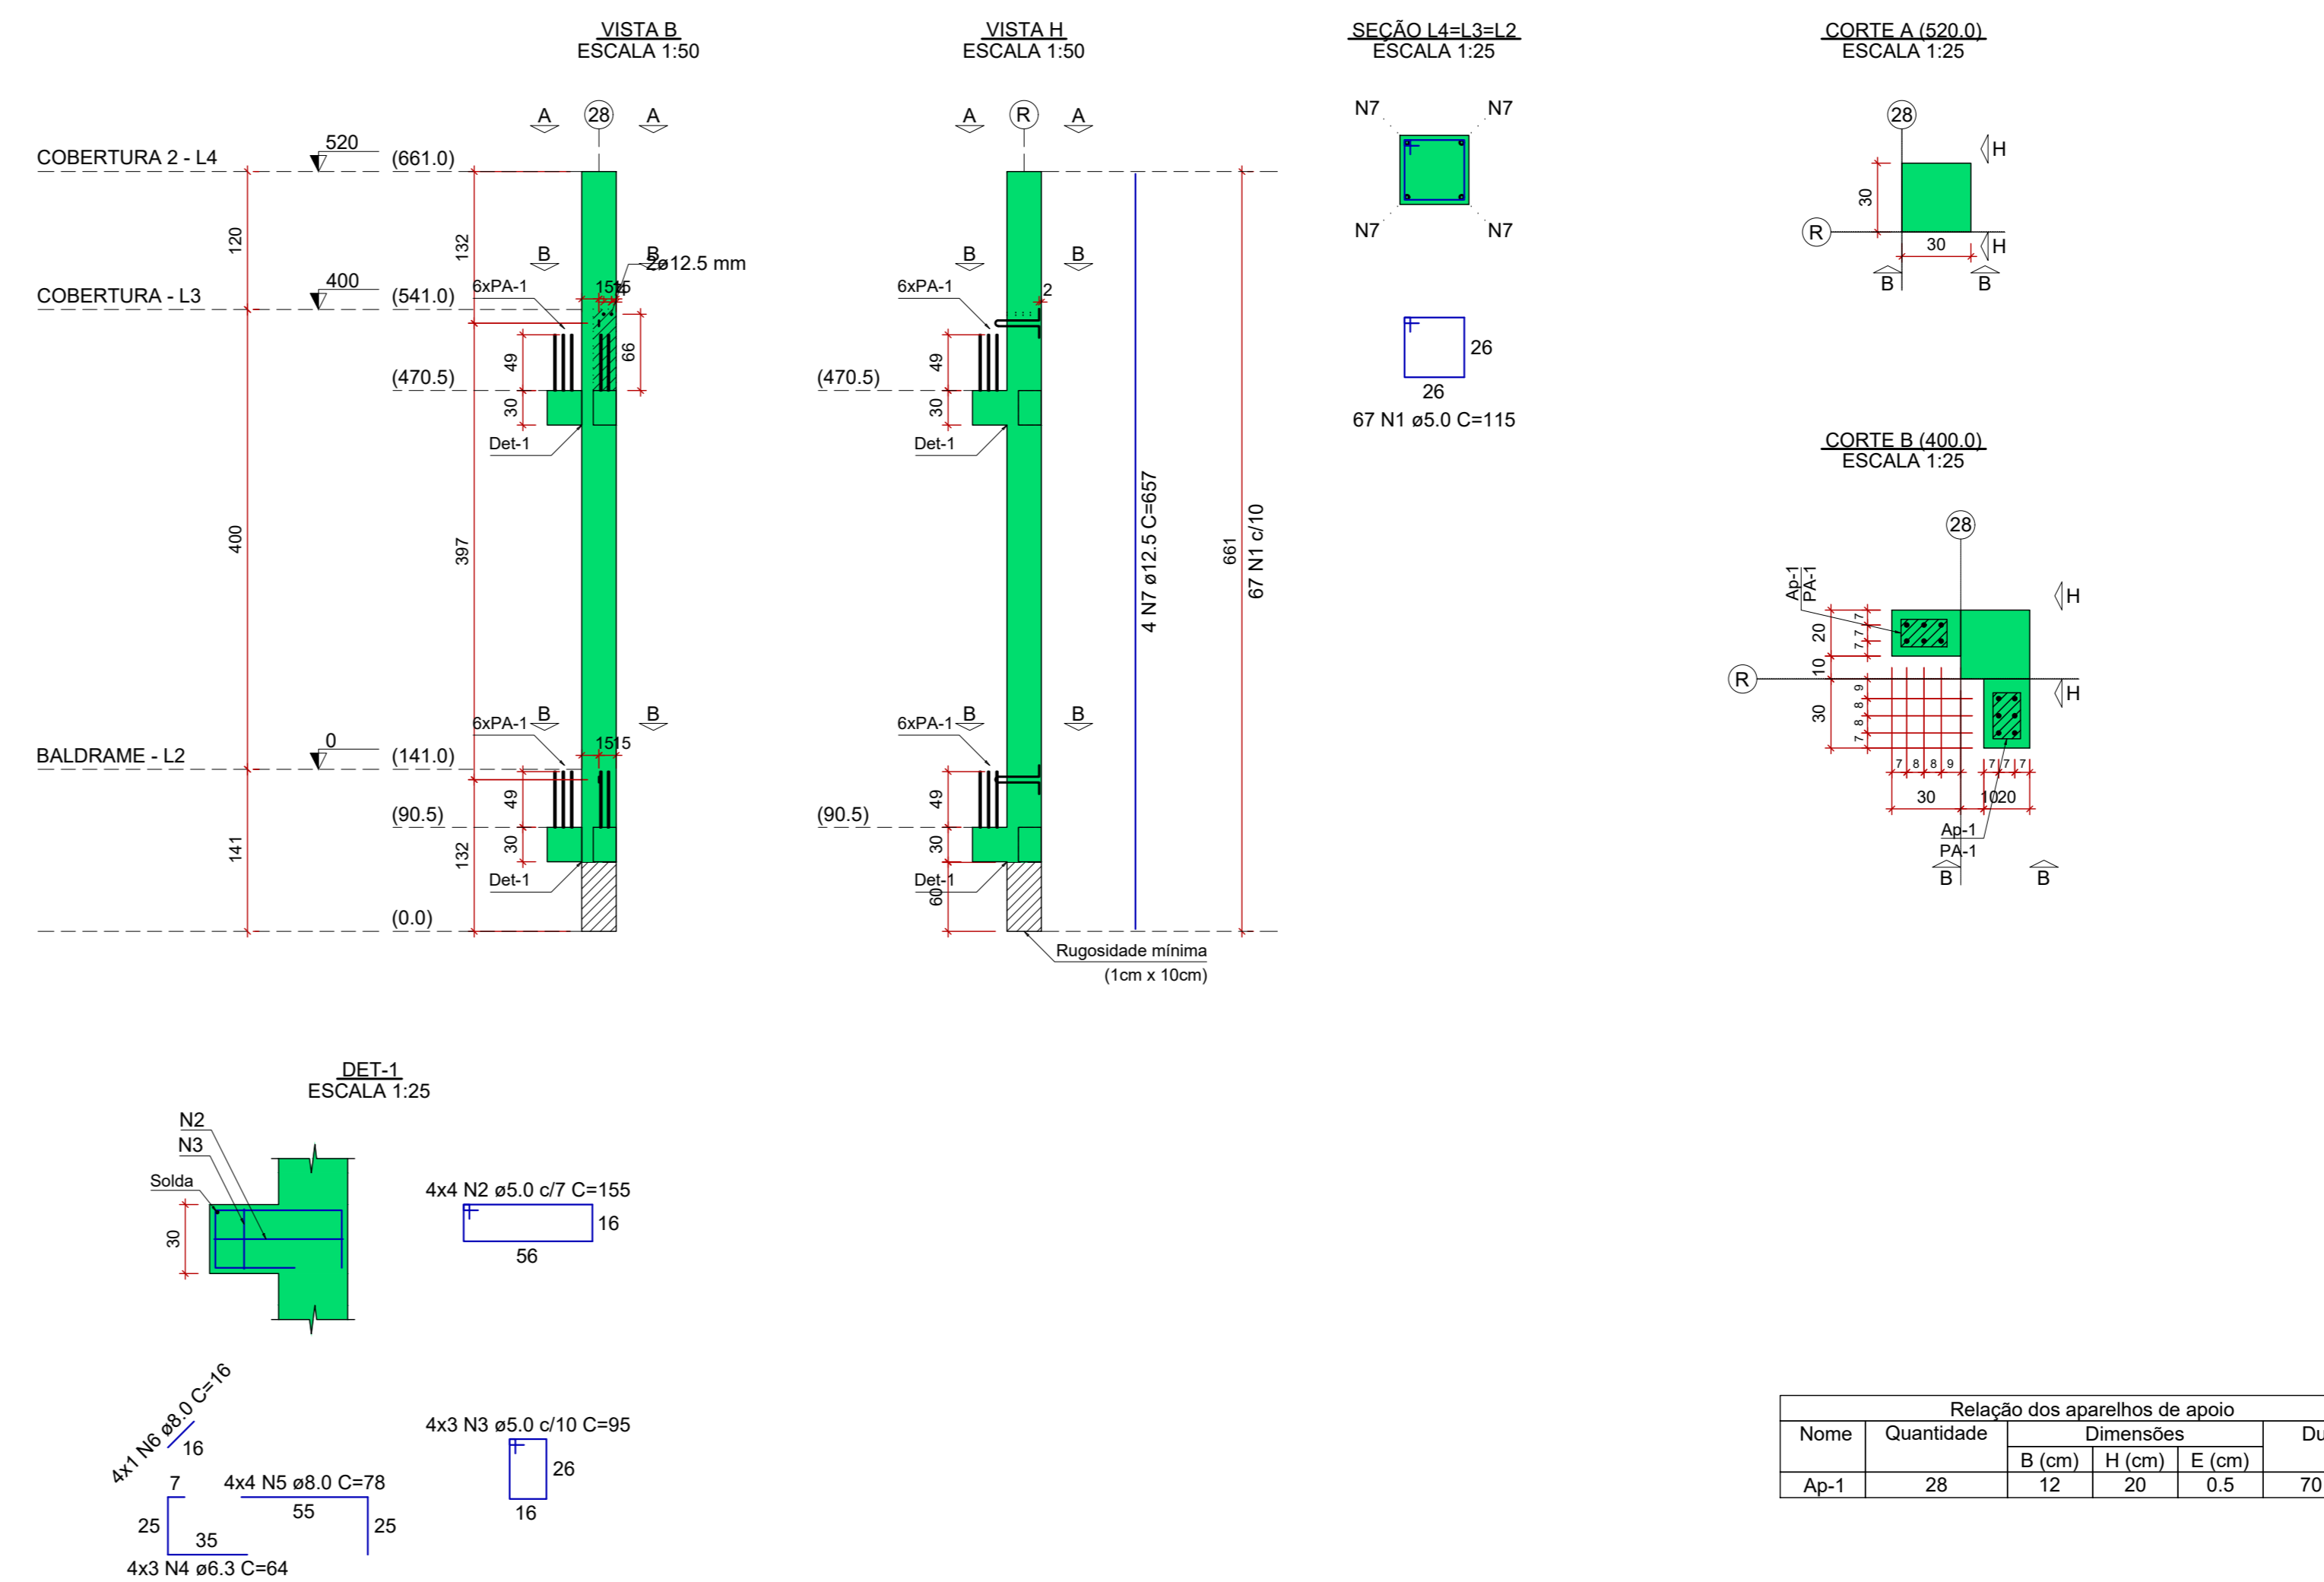 VISTA B
ESCALA 1:50
VISTA H
ESCALA 1:50
SEÇÃO L4=L3=L2
ESCALA 1:25
CORTE A (520.0)
ESCALA 1:25
A
28
A
COBERTURA 2 - L4
520
(661.0)
120
132
B
B
2ø12.5 mm
6xPA-1
1515
4
COBERTURA - L3
400
(541.0)
49
66
(470.5)
30
Det-1
400
397
6xPA-1
B
B
1515
BALDRAME - L2
0
(141.0)
49
(90.5)
30
141
132
Det-1
(0.0)
A
R
A
B
B
6xPA-1
2
49
(470.5)
30
Det-1
4 N7 ø12.5 C=657
661
67 N1 c/10
6xPA-1
B
B
49
(90.5)
30
Det-1
60
Rugosidade mínima
(1cm x 10cm)
N7
N7
N7
N7
26
26
67 N1 ø5.0 C=115
28
H
30
R
30
H
B
B
CORTE B (400.0)
ESCALA 1:25
28
Ap-1
PA-1
H
20
7
7
10
R
H
30
9
8
8
7
7
8
8
9
7
7
7
30
10
20
Ap-1
PA-1
B
B
DET-1
ESCALA 1:25
N2
N3
Solda
30
4x4 N2 ø5.0 c/7 C=155
16
56
4x1 N6 ø8.0 C=16
16
4x3 N3 ø5.0 c/10 C=95
26
16
7
4x4 N5 ø8.0 C=78
55
25
25
35
4x3 N4 ø6.3 C=64
Relação dos aparelhos de apoio
Nome Quantidade Dimensões Du
B (cm) H (cm) E (cm)
Ap-1 28 12 20 0.5 70